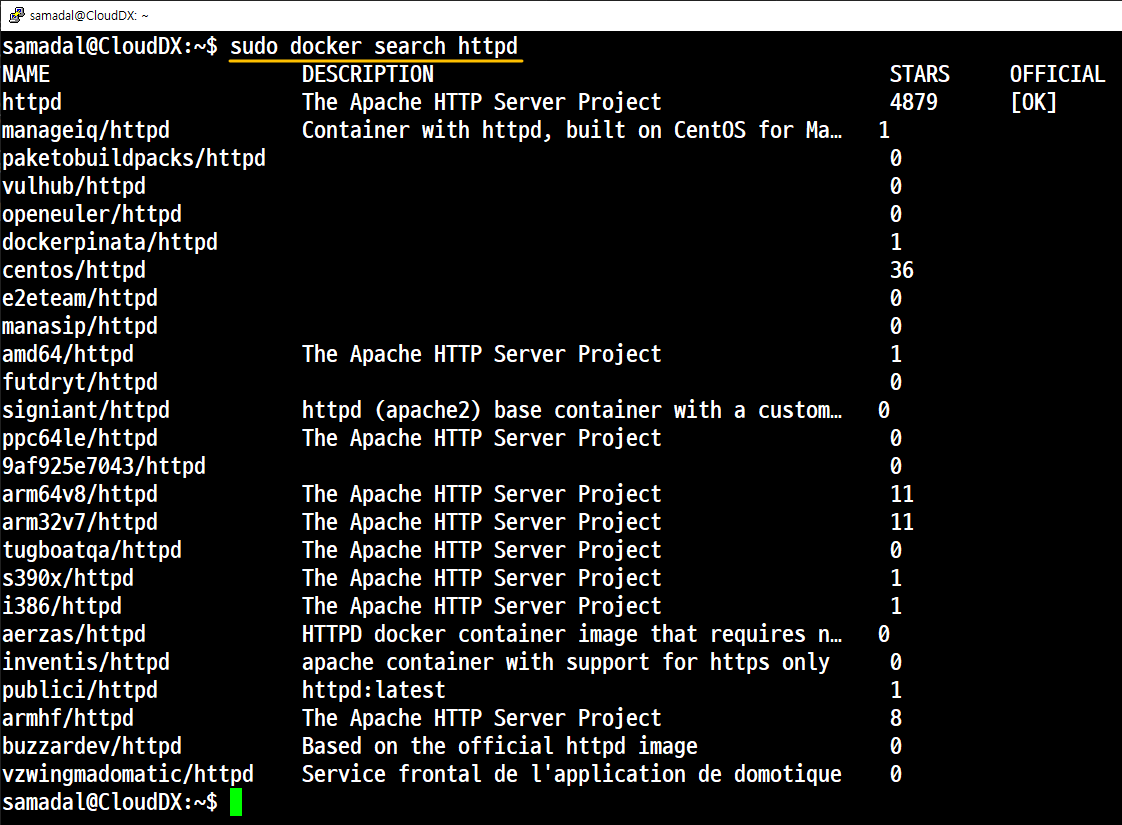 samadal@CloudDX: ~
samadal@CloudDX:~$ sudo docker search httpd
NAME DESCRIPTION STARS OFFICIAL
httpd The Apache HTTP Server Project 4879 [OK]
manageiq/httpd Container with httpd, built on CentOS for Ma… 1
paketobuildpacks/httpd 0
vulhub/httpd 0
openeuler/httpd 0
dockerpinata/httpd 1
centos/httpd 36
e2eteam/httpd 0
manasip/httpd 0
amd64/httpd The Apache HTTP Server Project 1
futdryt/httpd 0
signiant/httpd httpd (apache2) base container with a custom… 0
ppc64le/httpd The Apache HTTP Server Project 0
9af925e7043/httpd 0
arm64v8/httpd The Apache HTTP Server Project 11
arm32v7/httpd The Apache HTTP Server Project 11
tugboatqa/httpd The Apache HTTP Server Project 0
s390x/httpd The Apache HTTP Server Project 1
i386/httpd The Apache HTTP Server Project 1
aerzas/httpd HTTPD docker container image that requires n… 0
inventis/httpd apache container with support for https only 0
publici/httpd httpd:latest 1
armhf/httpd The Apache HTTP Server Project 8
buzzardev/httpd Based on the official httpd image 0
vzwingmadomatic/httpd Service frontal de l'application de domotique 0
samadal@CloudDX:~$